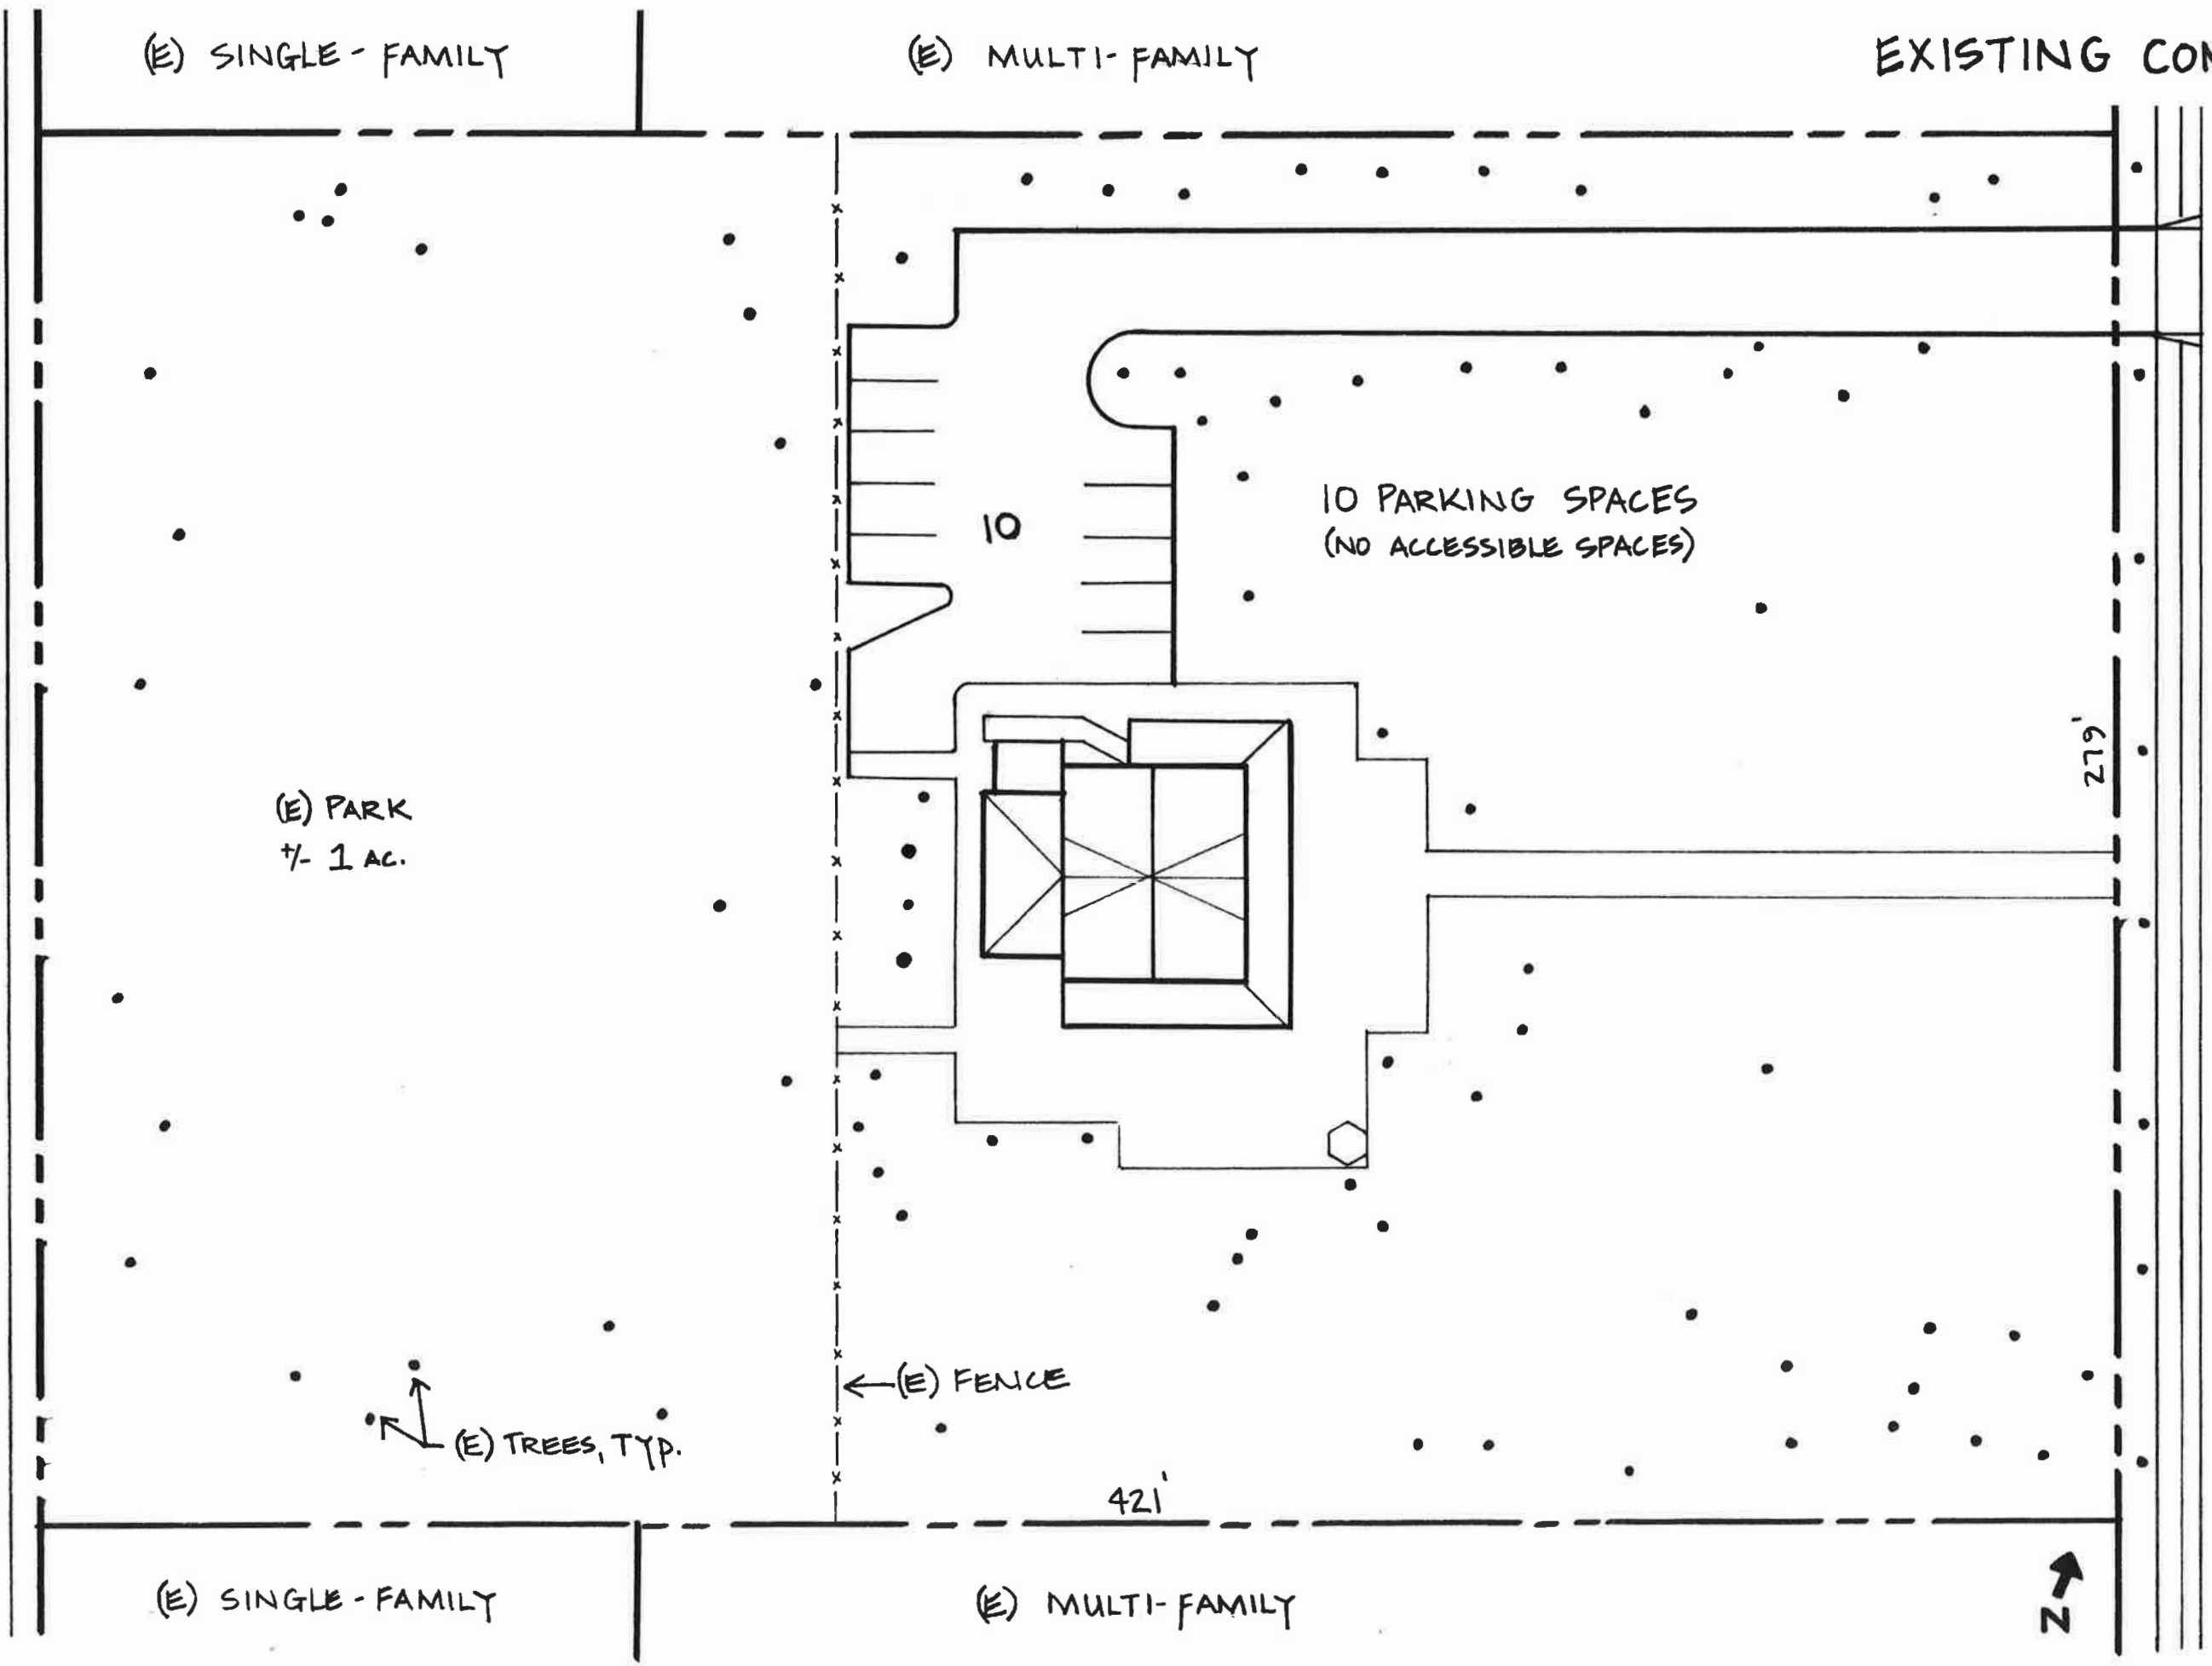 (E) SINGLE-FAMILY
(E) MULTI-FAMILY
EXISTING CON
10 PARKING SPACES
(NO ACCESSIBLE SPACES)
10
279'
(E) PARK
+/- 1 AC.
(E) FENCE
(E) TREES, TYP.
421'
(E) SINGLE-FAMILY
(E) MULTI-FAMILY
N